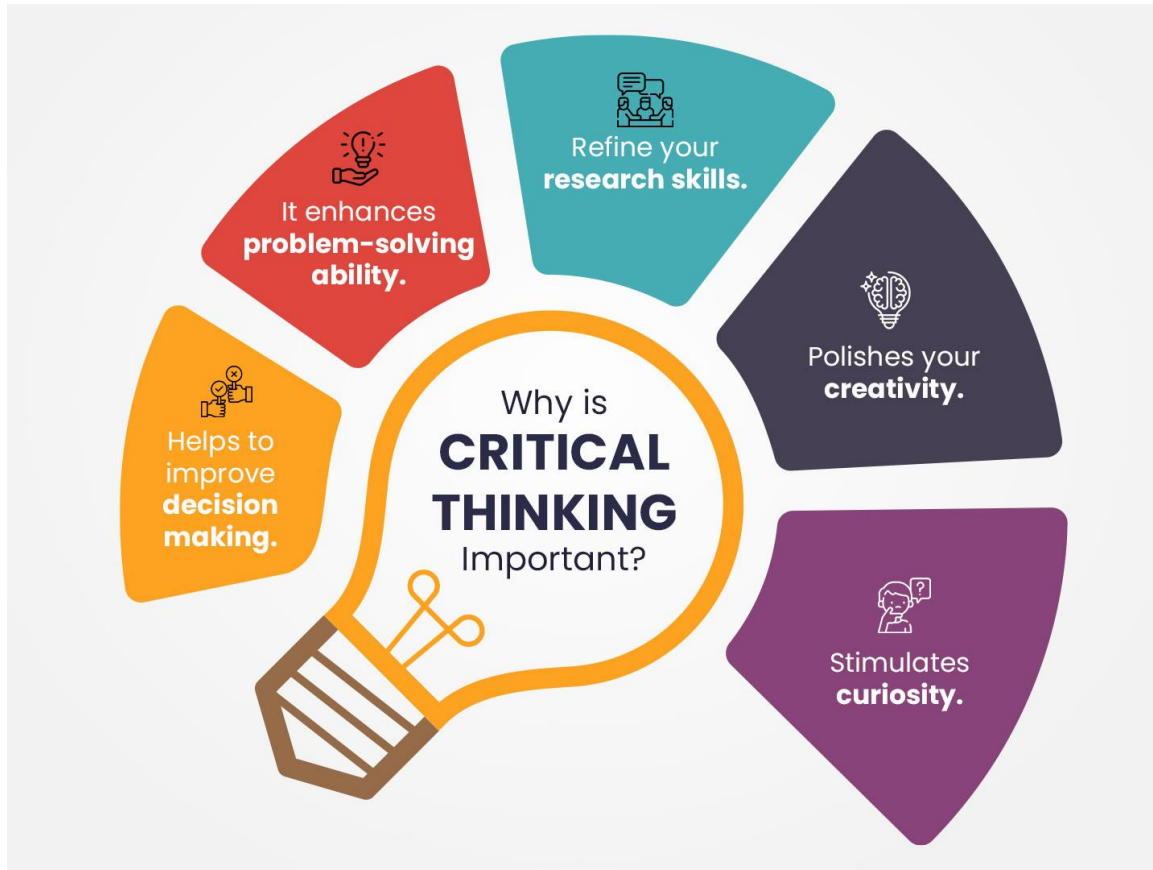 Why is
CRITICAL
THINKING
Important?
Helps to
improve
decision
making.
It enhances
problem-solving
ability.
Refine your
research skills.
Polishes your
creativity.
Stimulates
curiosity.